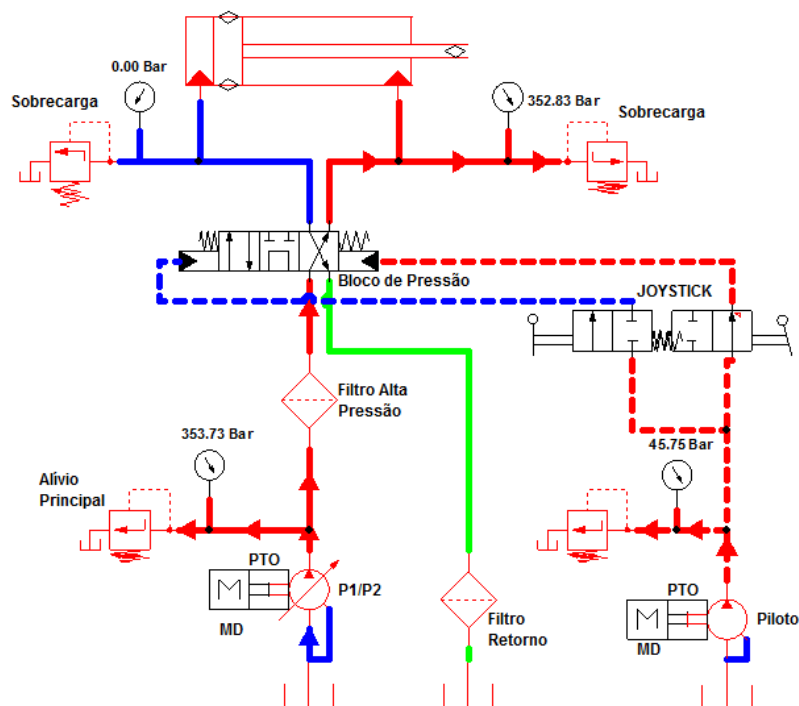 0.00 Bar
Sobrecarga
352.83 Bar
Sobrecarga
Bloco de Pressão
JOYSTICK
Filtro Alta
Pressão
353.73 Bar
45.75 Bar
Alívio
Principal
PTO
M
P1/P2
MD
Filtro
Retorno
PTO
M
Piloto
MD